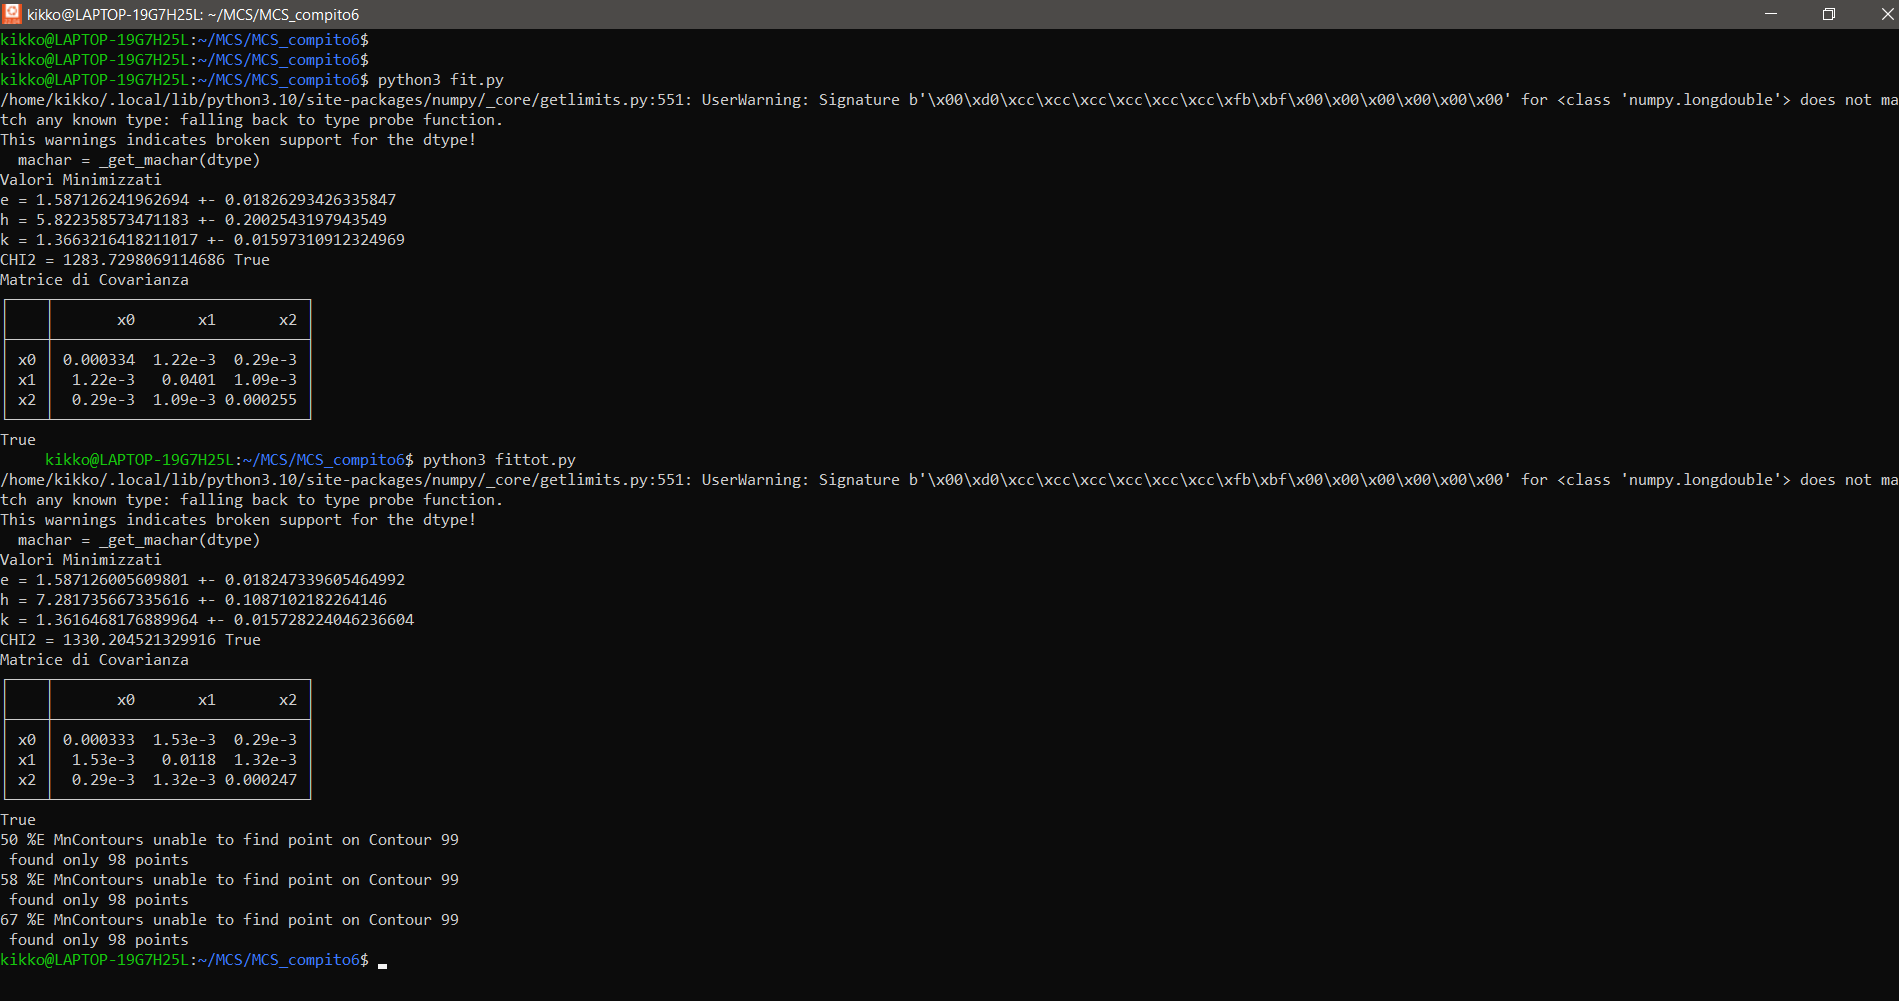 kikko@LAPTOP-19G7H25L: ~/MCS/MCS_compito6
kikko@LAPTOP-19G7H25L:~/MCS/MCS_compito6$
kikko@LAPTOP-19G7H25L:~/MCS/MCS_compito6$
kikko@LAPTOP-19G7H25L:~/MCS/MCS_compito6$ python3 fit.py
/home/kikko/.local/lib/python3.10/site-packages/numpy/_core/getlimits.py:551: UserWarning: Signature b'\x00\xd0\xcc\xcc\xcc\xcc\xcc\xcc\xfb\xbf\x00\x00\x00\x00\x00\x00' for <class 'numpy.longdouble'> does not ma
tch any known type: falling back to type probe function.
This warnings indicates broken support for the dtype!
  machar = _get_machar(dtype)
Valori Minimizzati
e = 1.587126241962694 +- 0.01826293426335847
h = 5.822358573471183 +- 0.2002543197943549
k = 1.3663216418211017 +- 0.01597310912324969
CHI2 = 1283.7298069114686 True
Matrice di Covarianza
x0 x1 x2
x0 0.000334 1.22e-3 0.29e-3
x1 1.22e-3 0.0401 1.09e-3
x2 0.29e-3 1.09e-3 0.000255
True
kikko@LAPTOP-19G7H25L:~/MCS/MCS_compito6$ python3 fittot.py
/home/kikko/.local/lib/python3.10/site-packages/numpy/_core/getlimits.py:551: UserWarning: Signature b'\x00\xd0\xcc\xcc\xcc\xcc\xcc\xcc\xfb\xbf\x00\x00\x00\x00\x00\x00' for <class 'numpy.longdouble'> does not ma
tch any known type: falling back to type probe function.
This warnings indicates broken support for the dtype!
  machar = _get_machar(dtype)
Valori Minimizzati
e = 1.587126005609801 +- 0.018247339605464992
h = 7.281735667335616 +- 0.1087102182264146
k = 1.3616468176889964 +- 0.015728224046236604
CHI2 = 1330.204521329916 True
Matrice di Covarianza
x0 x1 x2
x0 0.000333 1.53e-3 0.29e-3
x1 1.53e-3 0.0118 1.32e-3
x2 0.29e-3 1.32e-3 0.000247
True
50 %E MnContours unable to find point on Contour 99
 found only 98 points
58 %E MnContours unable to find point on Contour 99
 found only 98 points
67 %E MnContours unable to find point on Contour 99
 found only 98 points
kikko@LAPTOP-19G7H25L:~/MCS/MCS_compito6$